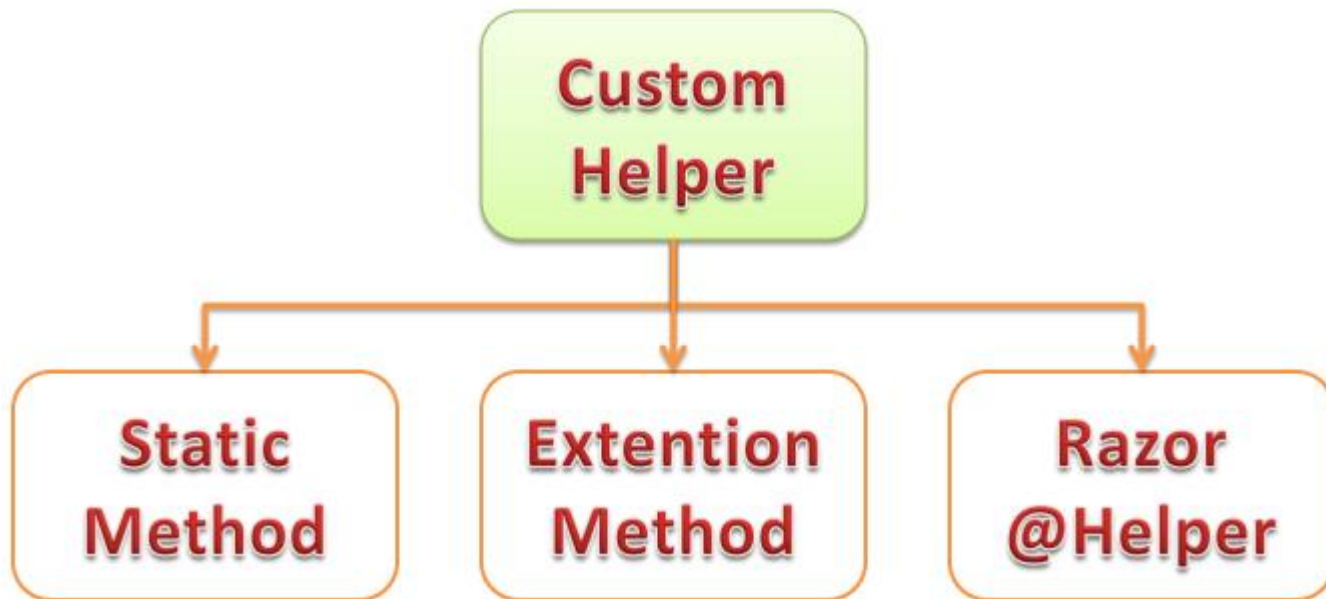 Custom
Helper
Static
Method
Extention
Method
Razor
@Helper